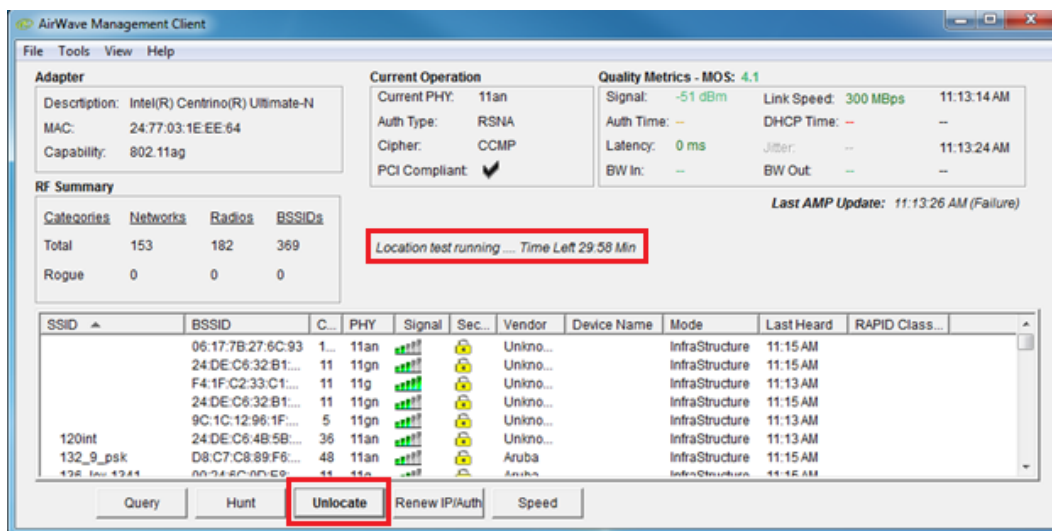 AirWave Management Client
File Tools View Help
Adapter
Description: Intel(R) Centrino(R) Ultimate-N
MAC: 24:77:03:1E:EE:64
Capability: 802.11ag
Current Operation
Current PHY: 11an
Auth Type: RSNA
Cipher: CCMP
PCI Compliant: ✔
Quality Metrics - MOS: 4.1
Signal: -51 dBm Link Speed: 300 MBps 11:13:14 AM
Auth Time: -- DHCP Time: -- --
Latency: 0 ms Jitter: -- 11:13:24 AM
BW In: -- BW Out: -- --
Last AMP Update: 11:13:26 AM (Failure)
RF Summary
Categories Networks Radios BSSIDs
Total 153 182 369
Rogue 0 0 0
Location test running .... Time Left 29:58 Min
SSID BSSID C... PHY Signal Sec... Vendor Device Name Mode Last Heard RAPID Class...
06:17:7B:27:6C:93 1... 11an Unkno... InfraStructure 11:15 AM
24:DE:C6:32:B1:... 11 11gn Unkno... InfraStructure 11:15 AM
F4:1F:C2:33:C1:... 11 11g Unkno... InfraStructure 11:13 AM
24:DE:C6:32:B1:... 11 11gn Unkno... InfraStructure 11:15 AM
9C:1C:12:96:1F:... 5 11gn Unkno... InfraStructure 11:13 AM
120int 24:DE:C6:4B:5B:... 36 11an Unkno... InfraStructure 11:13 AM
132_9_psk D8:C7:C8:89:F6:... 48 11an Aruba InfraStructure 11:15 AM
11 Aruba InfraStructure 11:15 AM
Query Hunt Unlocate Renew IP/Auth Speed